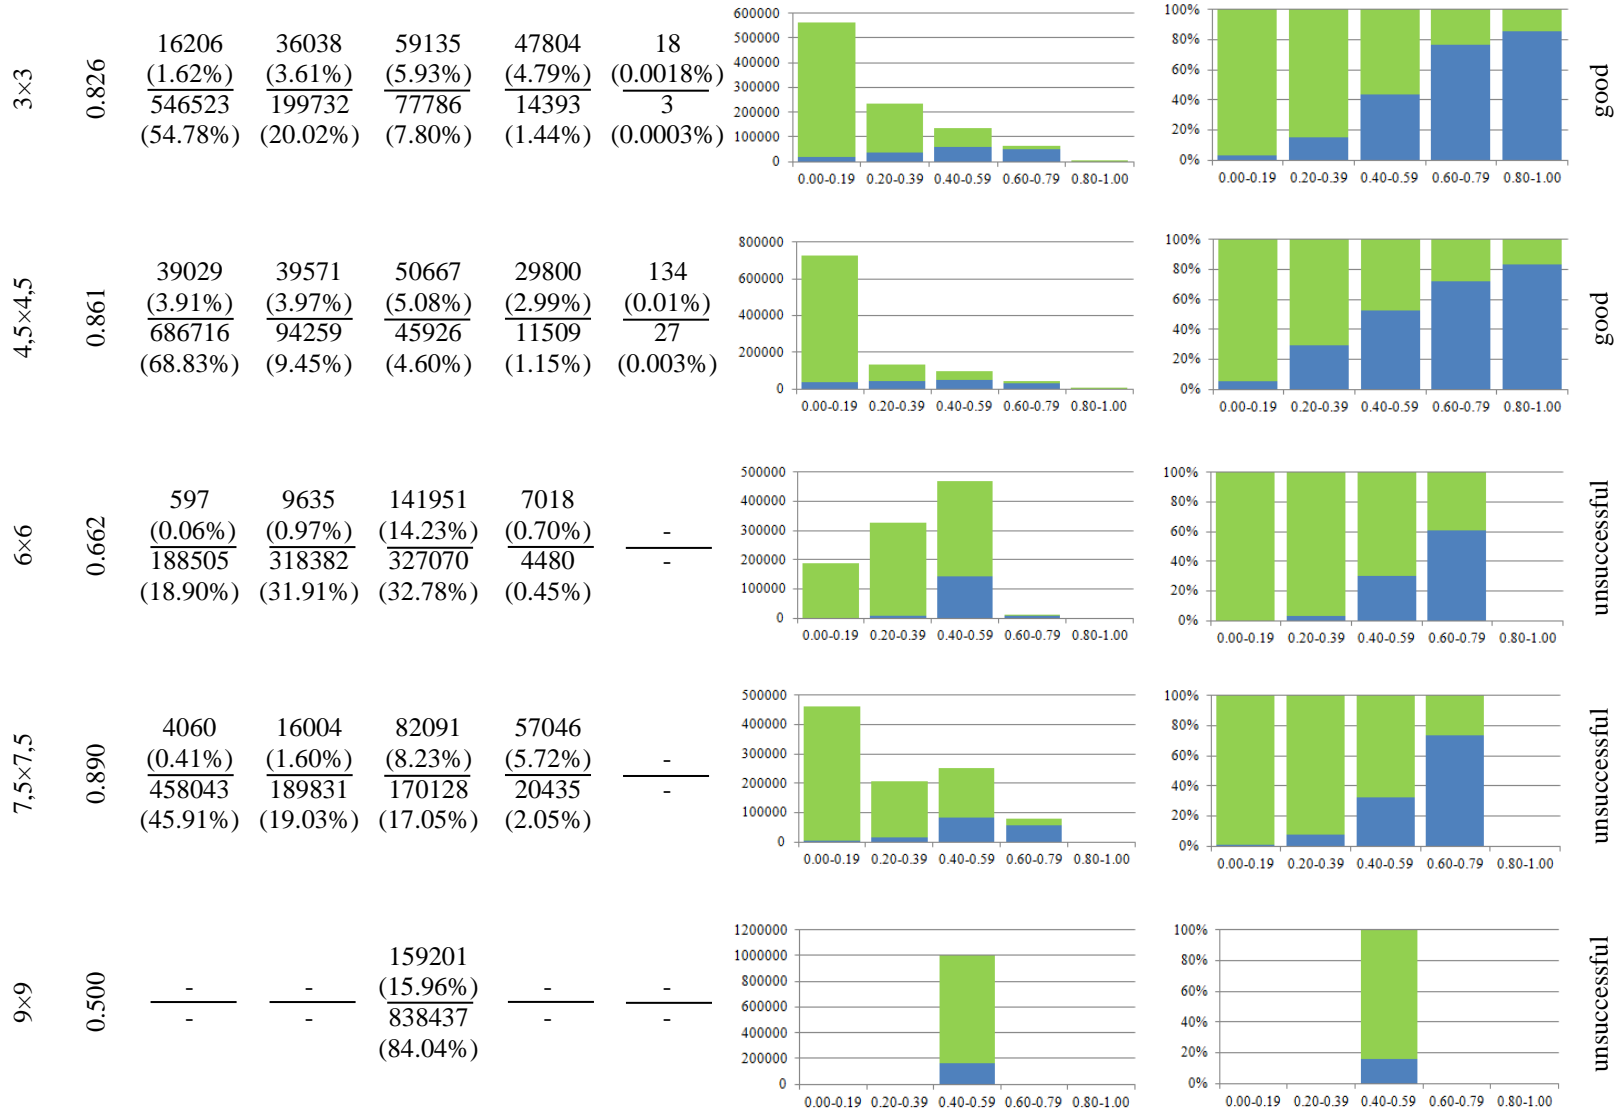 3×3
0.826
16206 36038 59135 47804 18
(1.62%) (3.61%) (5.93%) (4.79%) (0.0018%)
546523 199732 77786 14393 3
(54.78%) (20.02%) (7.80%) (1.44%) (0.0003%)
600000
500000
400000
300000
200000
100000
0
0.00-0.19 0.20-0.39 0.40-0.59 0.60-0.79 0.80-1.00
100%
80%
60%
40%
20%
0%
0.00-0.19 0.20-0.39 0.40-0.59 0.60-0.79 0.80-1.00
good
4,5×4,5
0.861
39029 39571 50667 29800 134
(3.91%) (3.97%) (5.08%) (2.99%) (0.01%)
686716 94259 45926 11509 27
(68.83%) (9.45%) (4.60%) (1.15%) (0.003%)
800000
600000
400000
200000
0
0.00-0.19 0.20-0.39 0.40-0.59 0.60-0.79 0.80-1.00
100%
80%
60%
40%
20%
0%
0.00-0.19 0.20-0.39 0.40-0.59 0.60-0.79 0.80-1.00
good
6×6
0.662
597 9635 141951 7018
(0.06%) (0.97%) (14.23%) (0.70%) -
188505 318382 327070 4480 -
(18.90%) (31.91%) (32.78%) (0.45%)
500000
400000
300000
200000
100000
0
0.00-0.19 0.20-0.39 0.40-0.59 0.60-0.79 0.80-1.00
100%
80%
60%
40%
20%
0%
0.00-0.19 0.20-0.39 0.40-0.59 0.60-0.79 0.80-1.00
unsuccessful
7,5×7,5
0.890
4060 16004 82091 57046
(0.41%) (1.60%) (8.23%) (5.72%) -
458043 189831 170128 20435 -
(45.91%) (19.03%) (17.05%) (2.05%)
500000
400000
300000
200000
100000
0
0.00-0.19 0.20-0.39 0.40-0.59 0.60-0.79 0.80-1.00
100%
80%
60%
40%
20%
0%
0.00-0.19 0.20-0.39 0.40-0.59 0.60-0.79 0.80-1.00
unsuccessful
9×9
0.500
159201
- - (15.96%) - -
- - 838437 - -
(84.04%)
1200000
1000000
800000
600000
400000
200000
0
0.00-0.19 0.20-0.39 0.40-0.59 0.60-0.79 0.80-1.00
100%
80%
60%
40%
20%
0%
0.00-0.19 0.20-0.39 0.40-0.59 0.60-0.79 0.80-1.00
unsuccessful